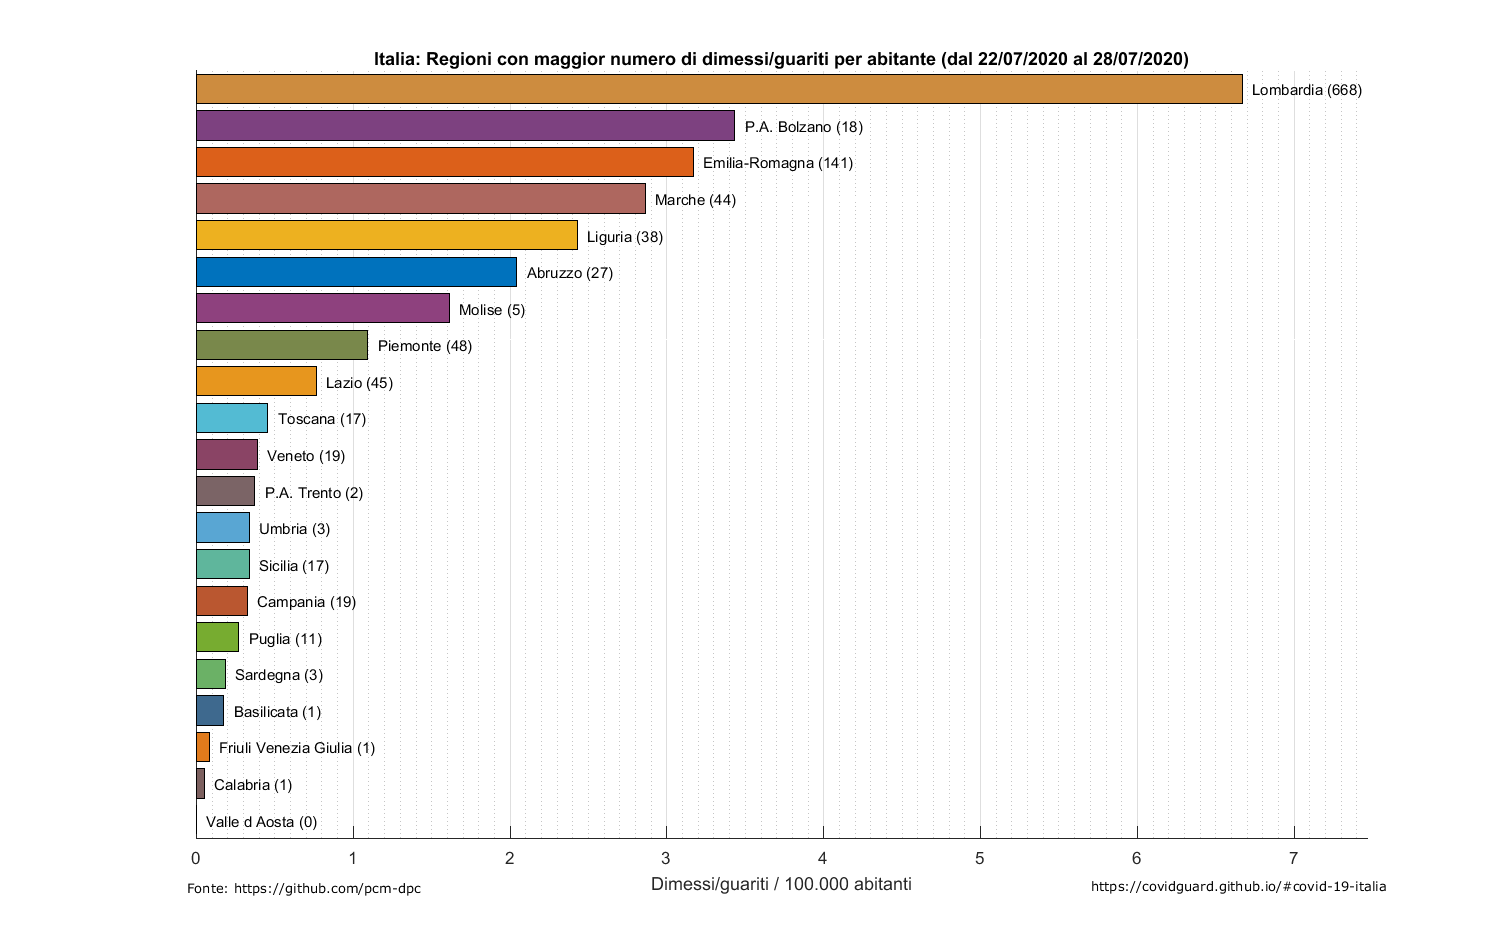 Italia: Regioni con maggior numero di dimessi/guariti per abitante (dal 22/07/2020 al 28/07/2020)
Lombardia (668)
P.A. Bolzano (18)
Emilia-Romagna (141)
Marche (44)
Liguria (38)
Abruzzo (27)
Molise (5)
Piemonte (48)
Lazio (45)
Toscana (17)
Veneto (19)
P.A. Trento (2)
Umbria (3)
Sicilia (17)
Campania (19)
Puglia (11)
Sardegna (3)
Basilicata (1)
Friuli Venezia Giulia (1)
Calabria (1)
Valle d Aosta (0)
0 1 2 3 4 5 6 7
Dimessi/guariti / 100.000 abitanti
Fonte: https://github.com/pcm-dpc
https://covidguard.github.io/#covid-19-italia